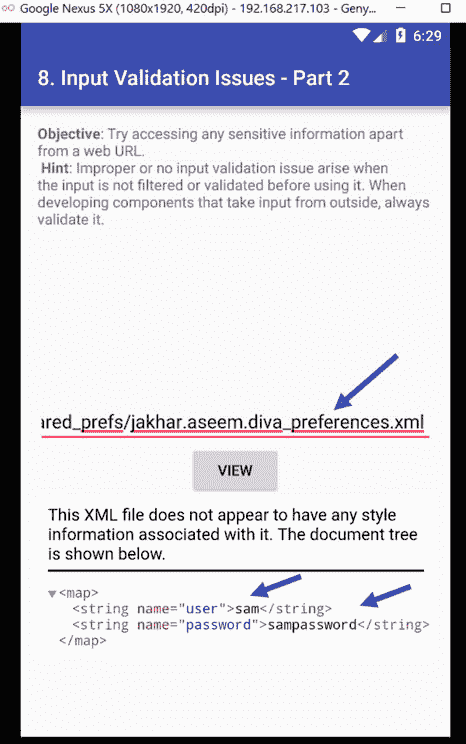 Google Nexus 5X (1080x1920, 420dpi) - 192.168.217.103 - Geny...
6:29
8. Input Validation Issues - Part 2
Objective: Try accessing any sensitive information apart
from a web URL.
Hint: Improper or no input validation issue arise when
the input is not filtered or validated before using it. When
developing components that take input from outside, always
validate it.
ared_prefs/jakhar.aseem.diva_preferences.xml
VIEW
This XML file does not appear to have any style
information associated with it. The document tree
is shown below.
▼<map>
<string name="user">sam</string>
<string name="password">sampassword</string>
</map>